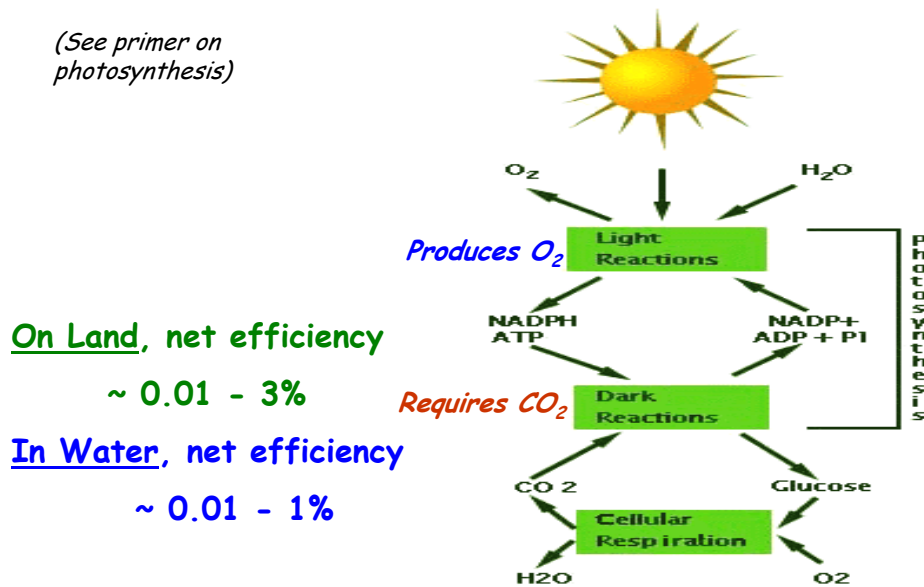 (See primer on
photosynthesis)
O₂
H₂O
Produces O₂
Light
Reactions
NADPH
ATP
NADP+
ADP + P1
Photosynthesis
On Land, net efficiency
~ 0.01 - 3%
Requires CO₂
Dark
Reactions
In Water, net efficiency
~ 0.01 - 1%
CO 2
Glucose
Cellular
Respiration
H2O
O2